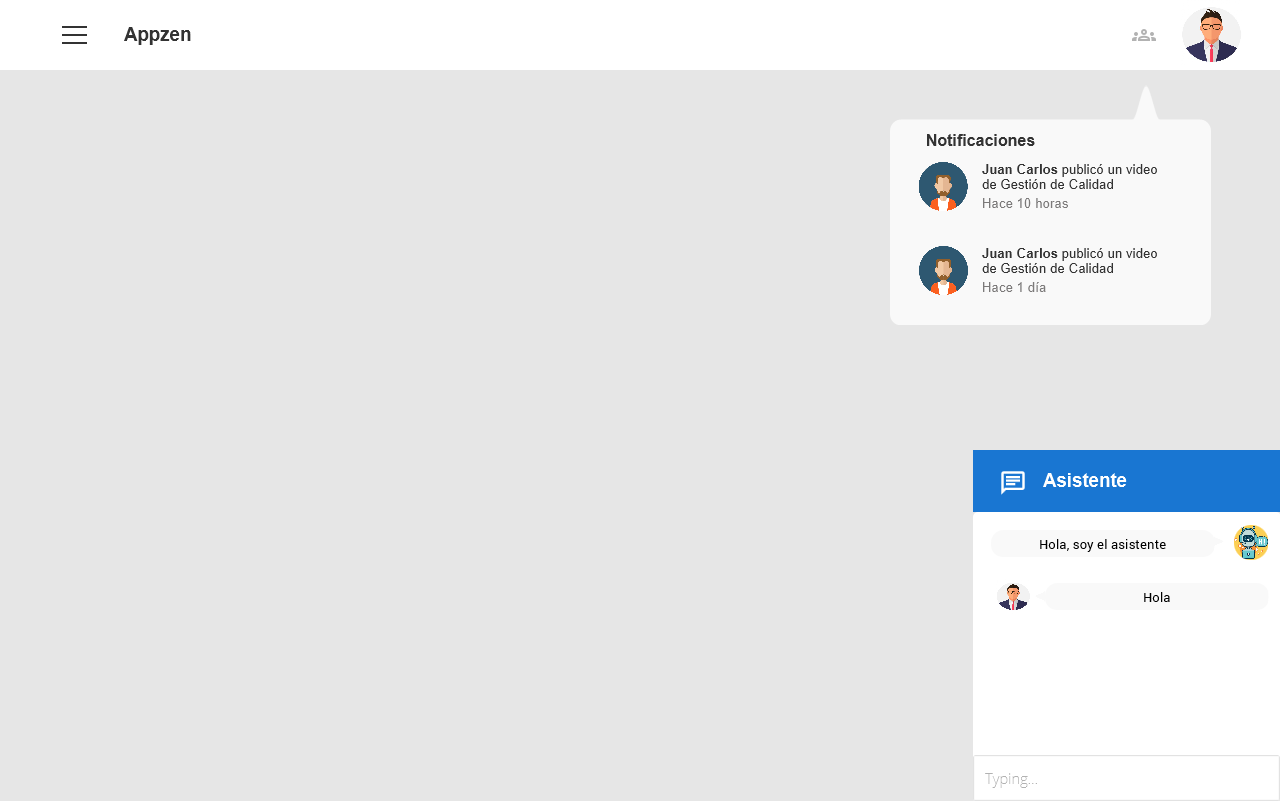 Appzen
Notificaciones
Juan Carlos publicó un video
de Gestión de Calidad
Hace 10 horas
Juan Carlos publicó un video
de Gestión de Calidad
Hace 1 día
Asistente
Hola, soy el asistente
HI
Hola
Typing...